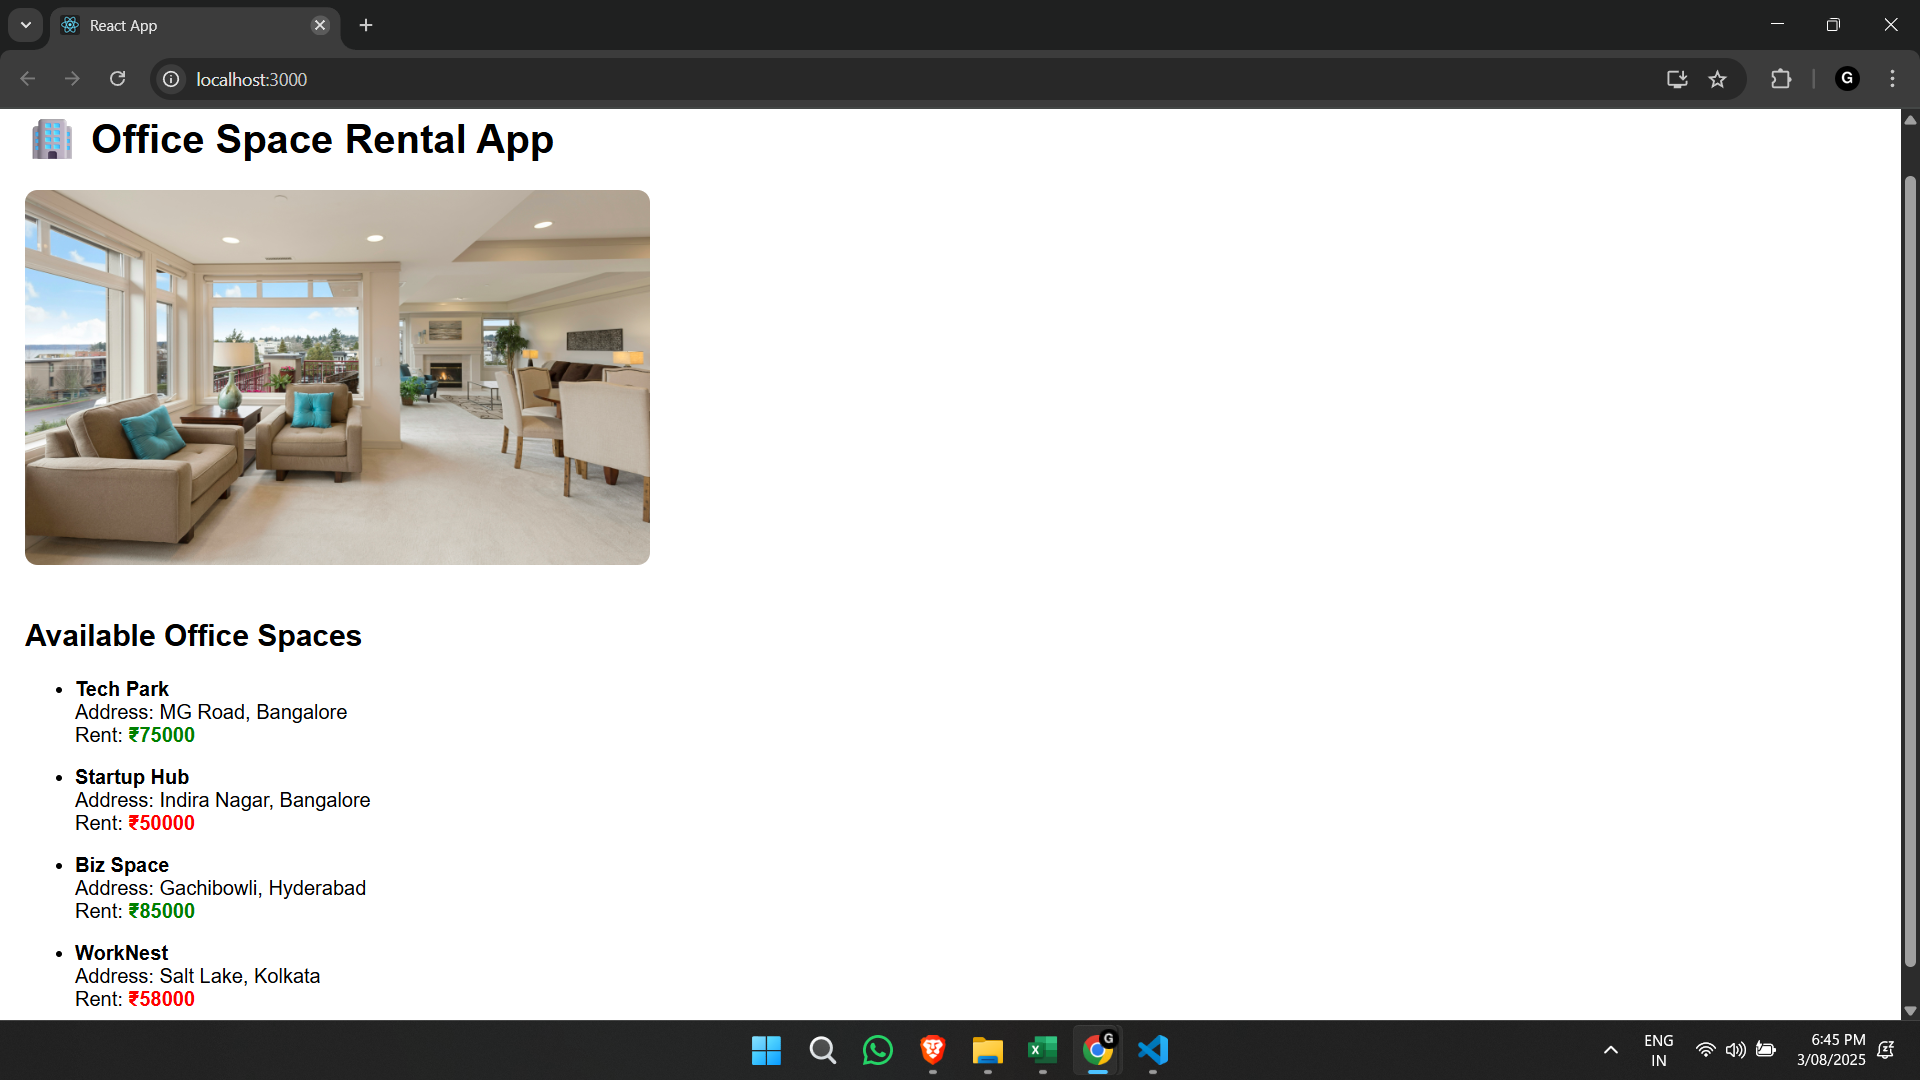 React App
localhost:3000
G
Office Space Rental App
Available Office Spaces
Tech Park
Address: MG Road, Bangalore
Rent: ₹75000
Startup Hub
Address: Indira Nagar, Bangalore
Rent: ₹50000
Biz Space
Address: Gachibowli, Hyderabad
Rent: ₹85000
WorkNest
Address: Salt Lake, Kolkata
Rent: ₹58000
X
G
ENG
IN
6:45 PM
3/08/2025